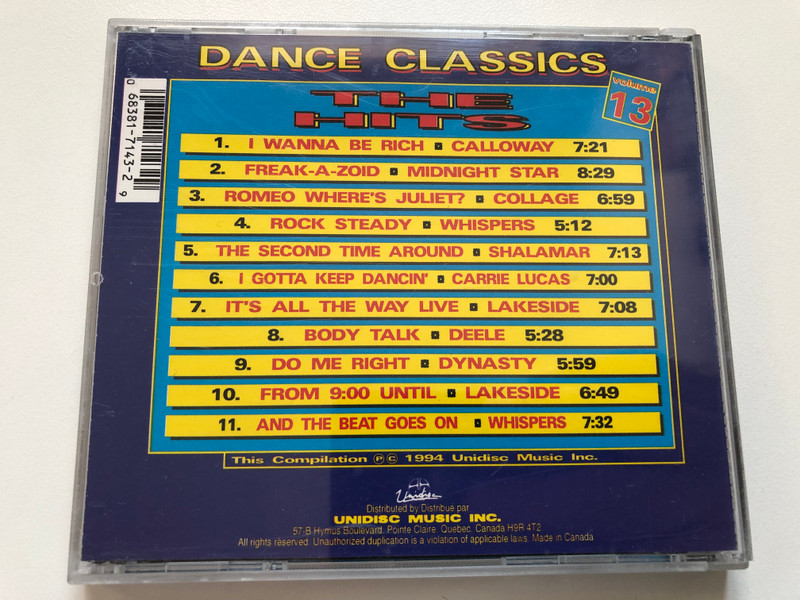 DANCE CLASSICS
volume
13
THE
HITS
0 68381-7143-2 9
1. I WANNA BE RICH CALLOWAY 7:21
2. FREAK-A-ZOID MIDNIGHT STAR 8:29
3. ROMEO WHERE'S JULIET? COLLAGE 6:59
4. ROCK STEADY WHISPERS 5:12
5. THE SECOND TIME AROUND SHALAMAR 7:13
6. i GOTTA KEEP DANCIN' CARRIE LUCAS 7:00
7. IT'S ALL THE WAY LIVE LAKESIDE 7:08
8. BODY TALK DEELE 5:28
9. DO ME RIGHT DYNASTY 5:59
10. FROM 9:00 UNTIL LAKESIDE 6:49
11. AND THE BEAT GOES ON WHISPERS 7:32
This Compilation ℗ © 1994 Unidisc Music Inc.
Unidisc
Distributed by Distribue par
UNIDISC MUSIC INC.
57-B Hymus Boulevard, Pointe Claire, Quebec, Canada H9R 4T2
All rights reserved. Unauthorized duplication is a violation of applicable laws. Made in Canada